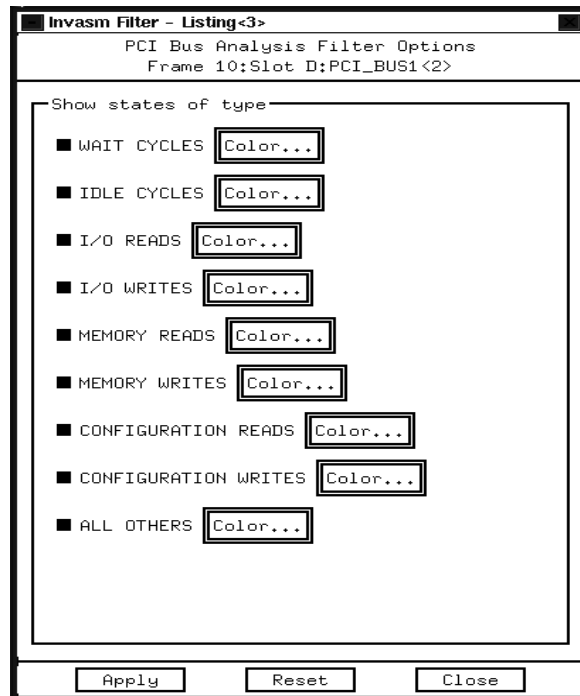 Invasm Filter - Listing<3>
PCI Bus Analysis Filter Options
Frame 10:Slot D:PCI_BUS1<2>
Show states of type
WAIT CYCLES Color...
IDLE CYCLES Color...
I/O READS Color...
I/O WRITES Color...
MEMORY READS Color...
MEMORY WRITES Color...
CONFIGURATION READS Color...
CONFIGURATION WRITES Color...
ALL OTHERS Color...
Apply Reset Close